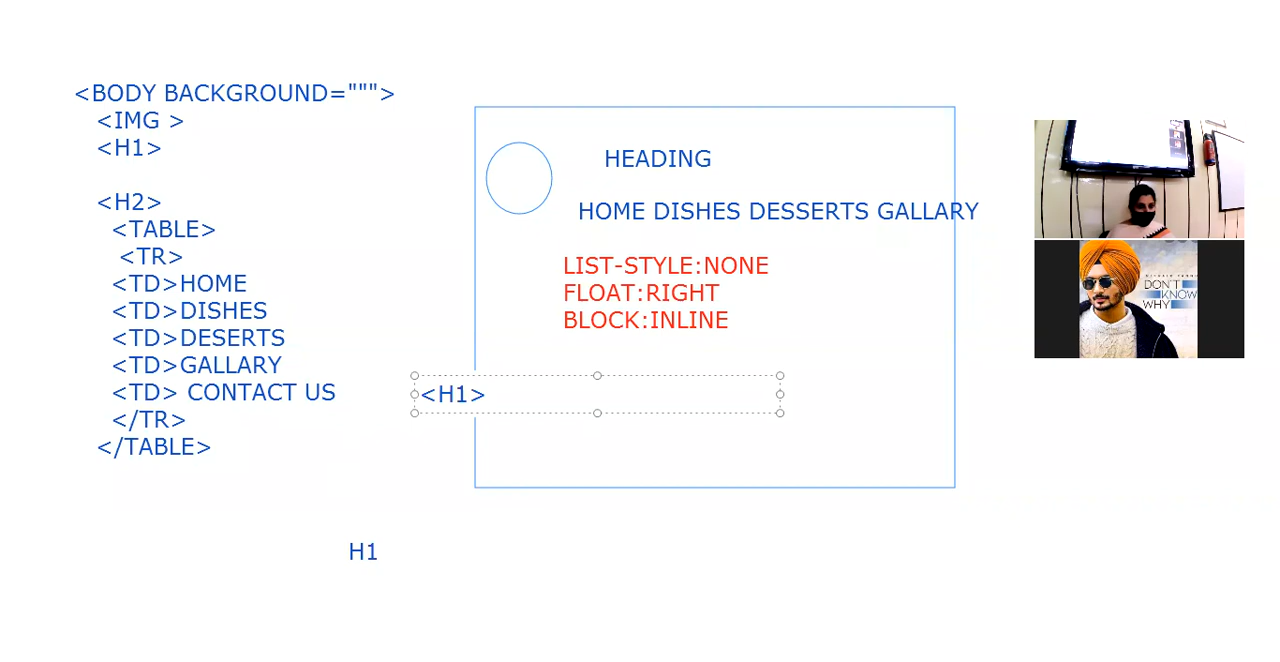 <BODY BACKGROUND=""">
<IMG >
<H1>
<H2>
<TABLE>
<TR>
<TD>HOME
<TD>DISHES
<TD>DESERTS
<TD>GALLARY
<TD> CONTACT US
</TR>
</TABLE>
H1
HEADING
HOME DISHES DESSERTS GALLARY
LIST-STYLE:NONE
FLOAT:RIGHT
BLOCK:INLINE
<H1>
DON'T
KNOW
WHY